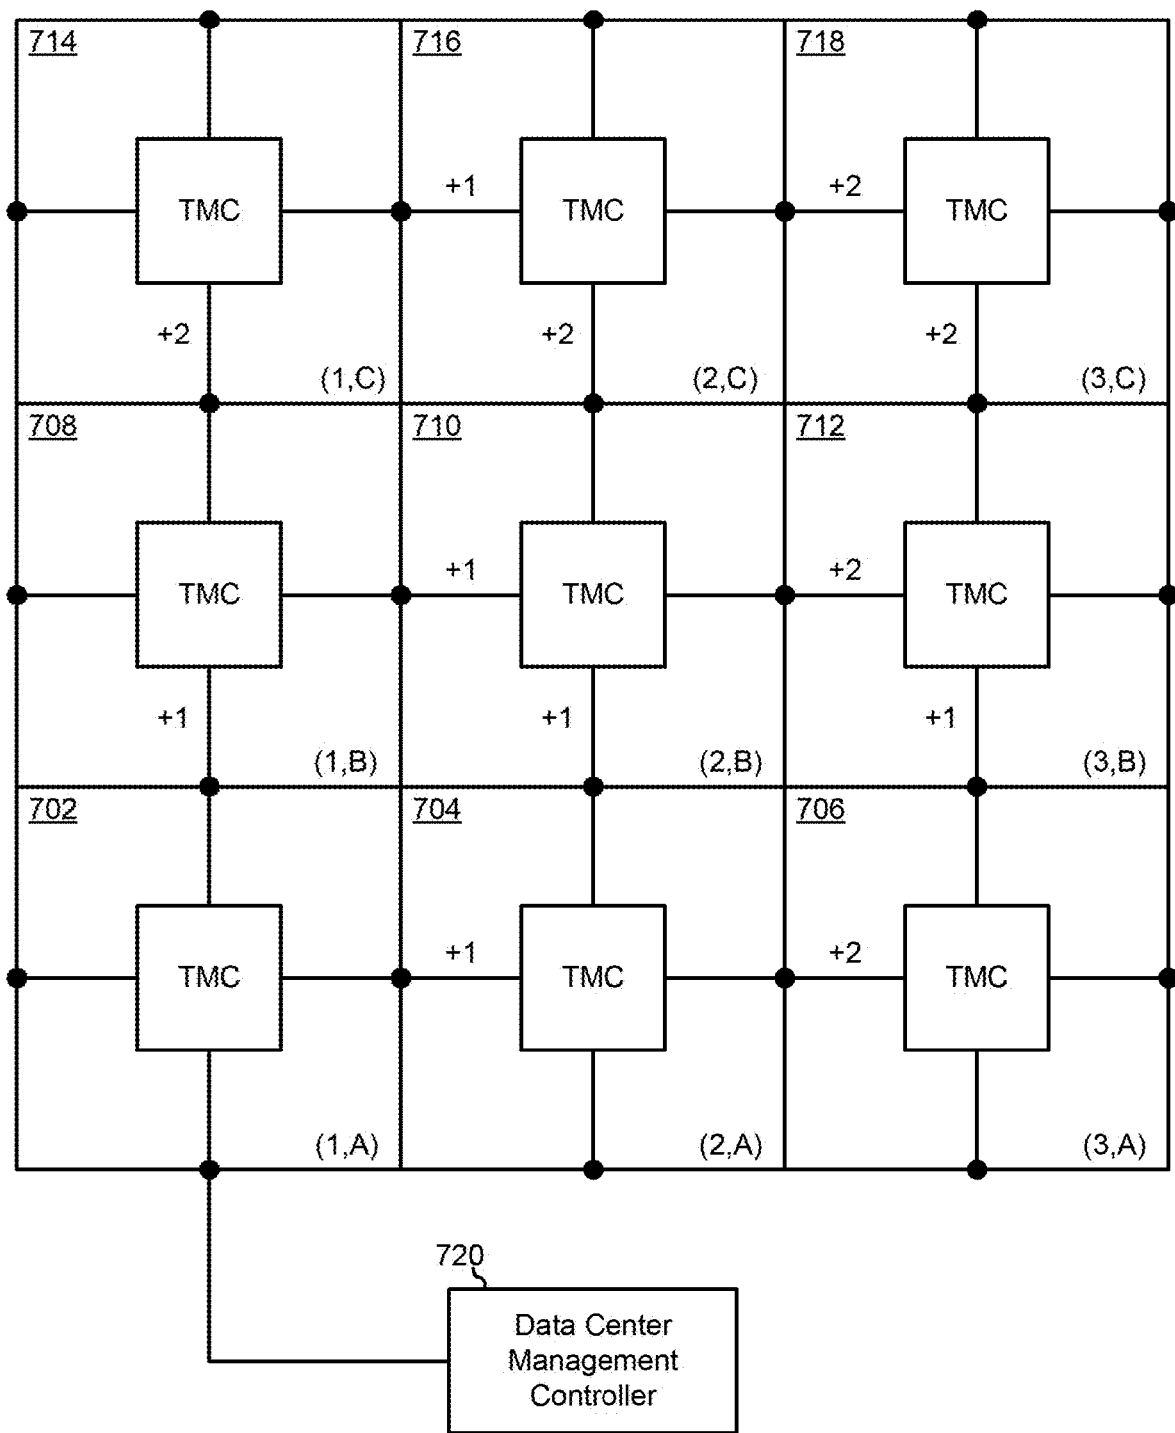 714 716 718
TMC +1 TMC +2 TMC
+2 +2 +2
(1,C) (2,C) (3,C)
708 710 712
TMC +1 TMC +2 TMC
+1 +1 +1
(1,B) (2,B) (3,B)
702 704 706
TMC +1 TMC +2 TMC
(1,A) (2,A) (3,A)
720
Data Center
Management
Controller